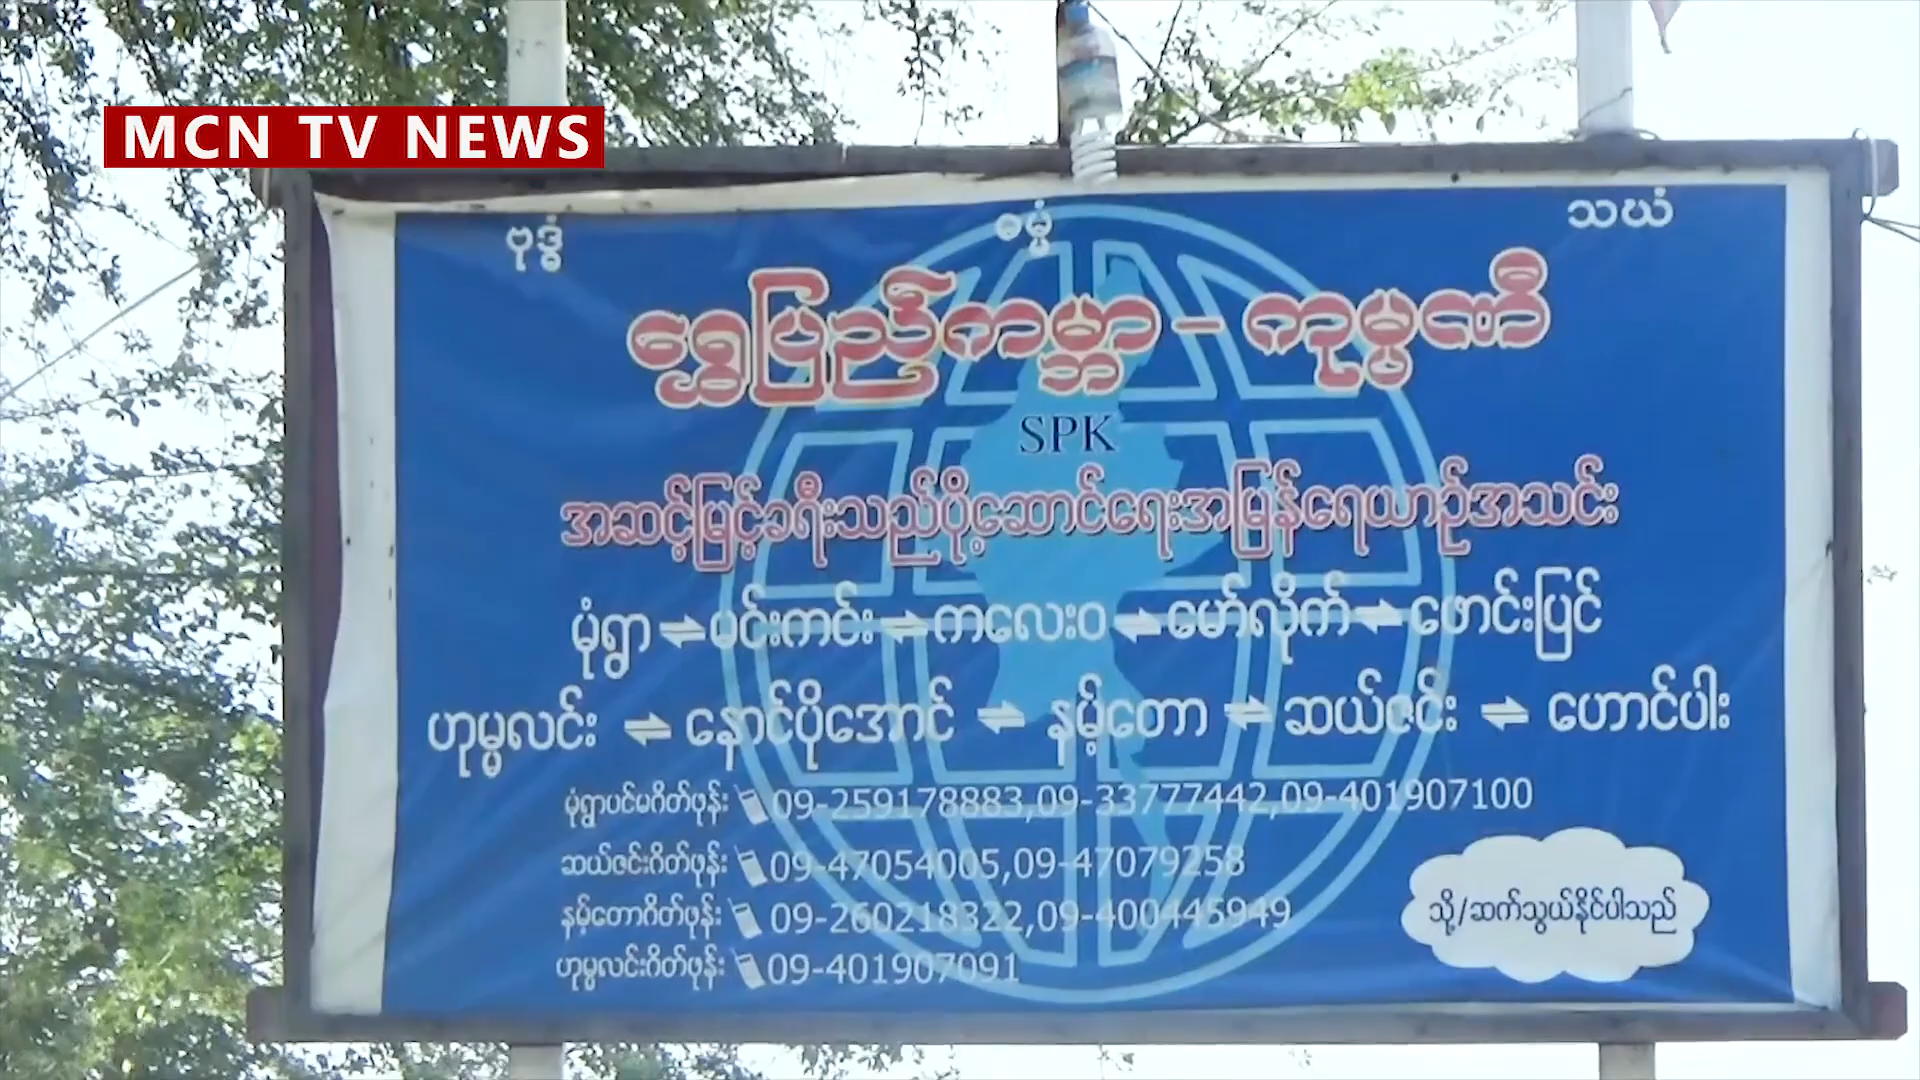 MCN TV NEWS
ဗုဒ္ဓံ ဓမ္မံ သံဃံ
ရွှေပြည်ကမ္ဘာ - ကုမ္ပဏီ
SPK
အဆင့်မြင့်ခရီးသည်ပို့ဆောင်ရေးအမြန်ရေယာဉ်အသင်း
မုံရွာ ⇌ မင်းကင်း ⇌ ကလေးဝ ⇌ မော်လိုက် ⇌ ဖောင်းပြင်
ဟုမ္မလင်း ⇌ နောင်ပိုအောင် ⇌ နမ့်တော ⇌ ဆယ်ဇင်း ⇌ ဟောင်ပါး
မုံရွာပင်မဂိတ်ဖုန်း 09-259178883,09-33777442,09-401907100
ဆယ်ဇင်းဂိတ်ဖုန်း 09-47054005,09-47079258
နမ့်တောဂိတ်ဖုန်း 09-260218322,09-400445949
ဟုမ္မလင်းဂိတ်ဖုန်း 09-401907091
သို့/ဆက်သွယ်နိုင်ပါသည်